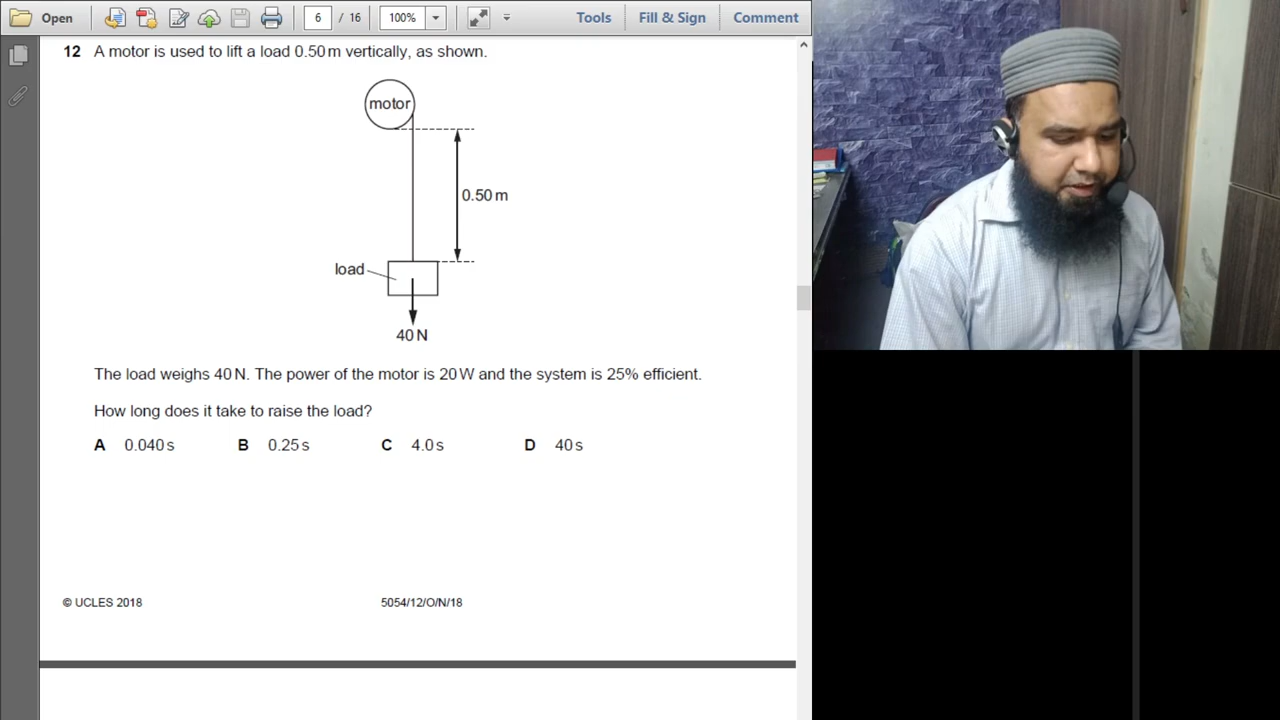 Open
6 / 16
100%
Tools
Fill & Sign
Comment
12 A motor is used to lift a load 0.50 m vertically, as shown.
motor
0.50 m
load
40 N
The load weighs 40 N. The power of the motor is 20 W and the system is 25% efficient.
How long does it take to raise the load?
A 0.040 s B 0.25 s C 4.0 s D 40 s
© UCLES 2018 5054/12/O/N/18